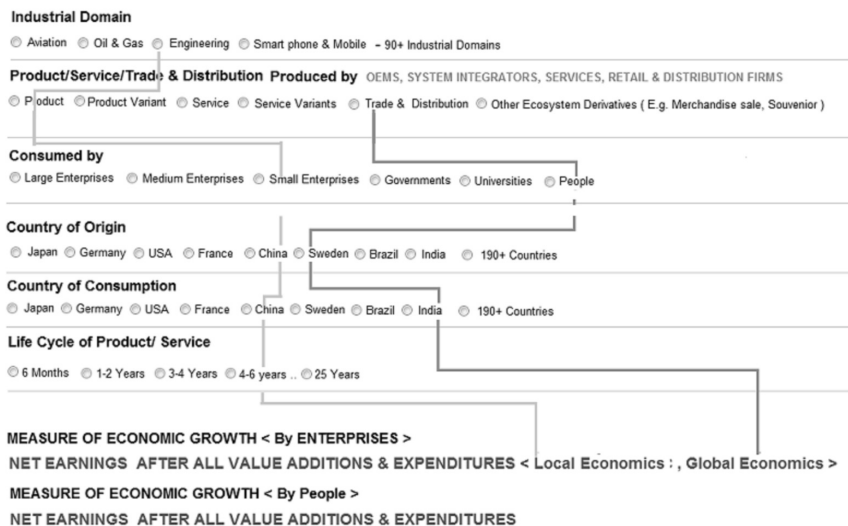 Industrial Domain
Aviation Oil & Gas Engineering Smart phone & Mobile - 90+ Industrial Domains
Product/Service/Trade & Distribution Produced by OEMS, SYSTEM INTEGRATORS, SERVICES, RETAIL & DISTRIBUTION FIRMS
Product Product Variant Service Service Variants Trade & Distribution Other Ecosystem Derivatives ( E.g. Merchandise sale, Souvenior )
Consumed by
Large Enterprises Medium Enterprises Small Enterprises Governments Universities People
Country of Origin
Japan Germany USA France China Sweden Brazil India 190+ Countries
Country of Consumption
Japan Germany USA France China Sweden Brazil India 190+ Countries
Life Cycle of Product/ Service
6 Months 1-2 Years 3-4 Years 4-6 years .. 25 Years
MEASURE OF ECONOMIC GROWTH < By ENTERPRISES >
NET EARNINGS AFTER ALL VALUE ADDITIONS & EXPENDITURES < Local Economics : , Global Economics >
MEASURE OF ECONOMIC GROWTH < By People >
NET EARNINGS AFTER ALL VALUE ADDITIONS & EXPENDITURES